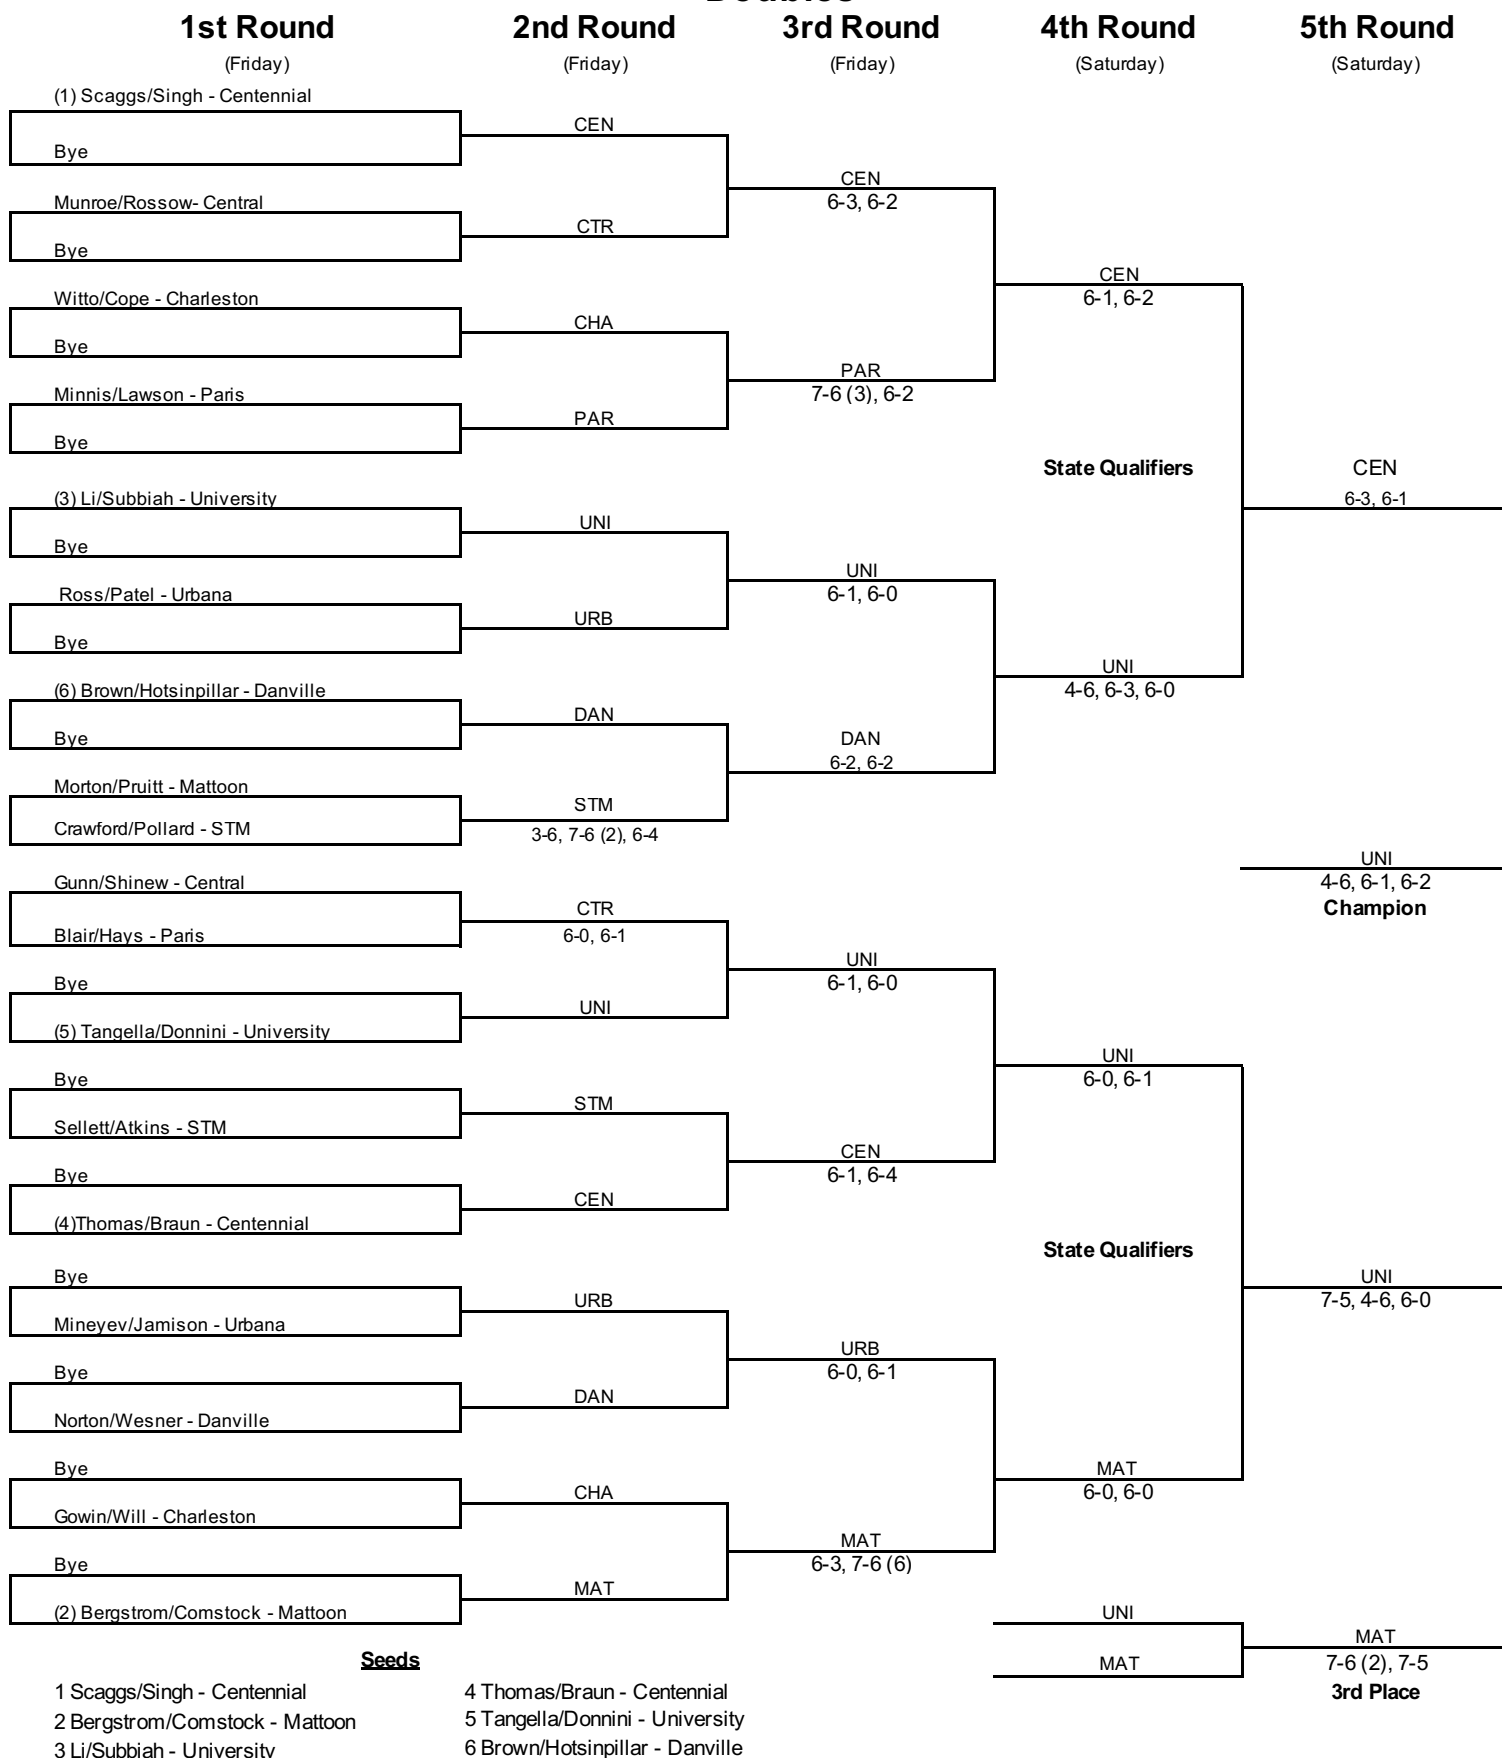 Doubles
1st Round 2nd Round 3rd Round 4th Round 5th Round
(Friday) (Friday) (Friday) (Saturday) (Saturday)
(1) Scaggs/Singh - Centennial
CEN
Bye
CEN
Munroe/Rossow- Central
6-3, 6-2
CTR
Bye
CEN
Witto/Cope - Charleston
6-1, 6-2
CHA
Bye
PAR
Minnis/Lawson - Paris
7-6 (3), 6-2
PAR
Bye
State Qualifiers
CEN
(3) Li/Subbiah - University
6-3, 6-1
UNI
Bye
UNI
Ross/Patel - Urbana
6-1, 6-0
URB
Bye
UNI
(6) Brown/Hotsinpillar - Danville
4-6, 6-3, 6-0
DAN
Bye
DAN
6-2, 6-2
Morton/Pruitt - Mattoon
STM
Crawford/Pollard - STM
3-6, 7-6 (2), 6-4
UNI
Gunn/Shinew - Central
4-6, 6-1, 6-2
CTR
Champion
Blair/Hays - Paris
6-0, 6-1
UNI
Bye
6-1, 6-0
UNI
(5) Tangella/Donnini - University
UNI
Bye
6-0, 6-1
STM
Sellett/Atkins - STM
CEN
Bye
6-1, 6-4
CEN
(4)Thomas/Braun - Centennial
State Qualifiers
Bye
UNI
URB
7-5, 4-6, 6-0
Mineyev/Jamison - Urbana
URB
Bye
6-0, 6-1
DAN
Norton/Wesner - Danville
Bye
MAT
CHA
6-0, 6-0
Gowin/Will - Charleston
MAT
Bye
6-3, 7-6 (6)
MAT
(2) Bergstrom/Comstock - Mattoon
UNI
MAT
Seeds
MAT
7-6 (2), 7-5
1 Scaggs/Singh - Centennial 4 Thomas/Braun - Centennial
3rd Place
2 Bergstrom/Comstock - Mattoon 5 Tangella/Donnini - University
3 Li/Subbiah - University 6 Brown/Hotsinpillar - Danville